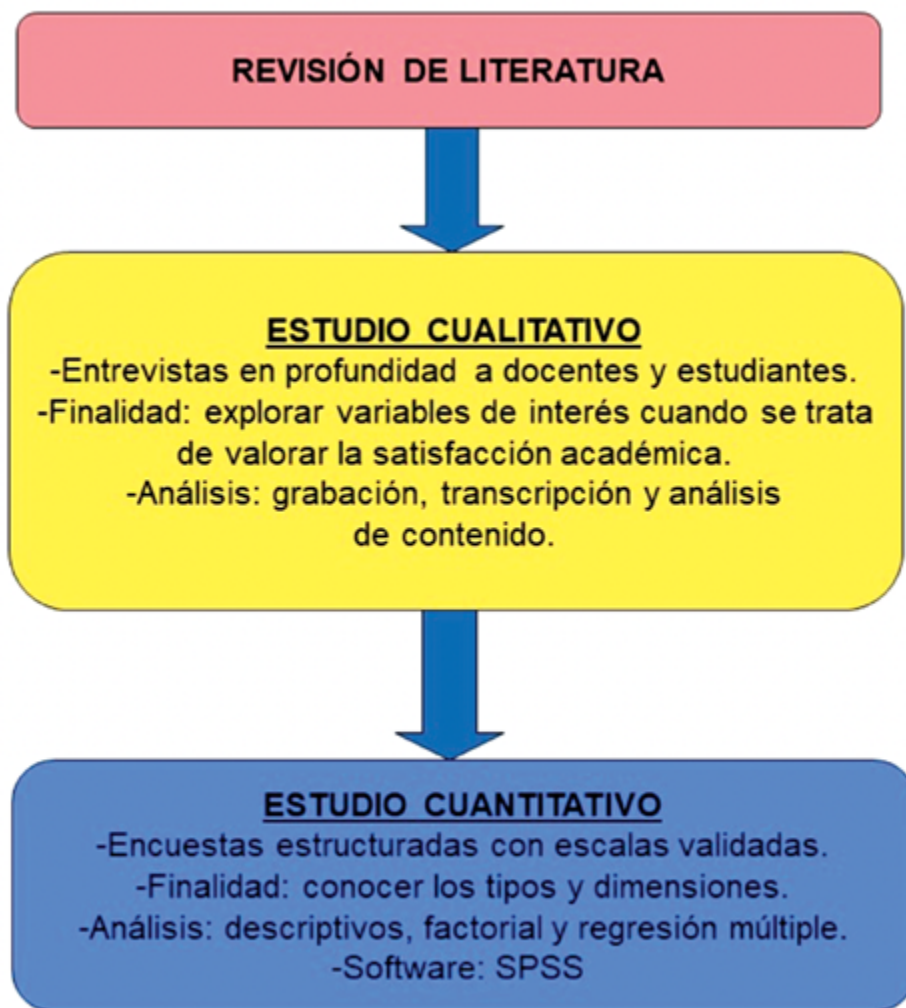 REVISIÓN DE LITERATURA
ESTUDIO CUALITATIVO
-Entrevistas en profundidad a docentes y estudiantes.
-Finalidad: explorar variables de interés cuando se trata
de valorar la satisfacción académica.
-Análisis: grabación, transcripción y análisis
de contenido.
ESTUDIO CUANTITATIVO
-Encuestas estructuradas con escalas validadas.
-Finalidad: conocer los tipos y dimensiones.
-Análisis: descriptivos, factorial y regresión múltiple.
-Software: SPSS